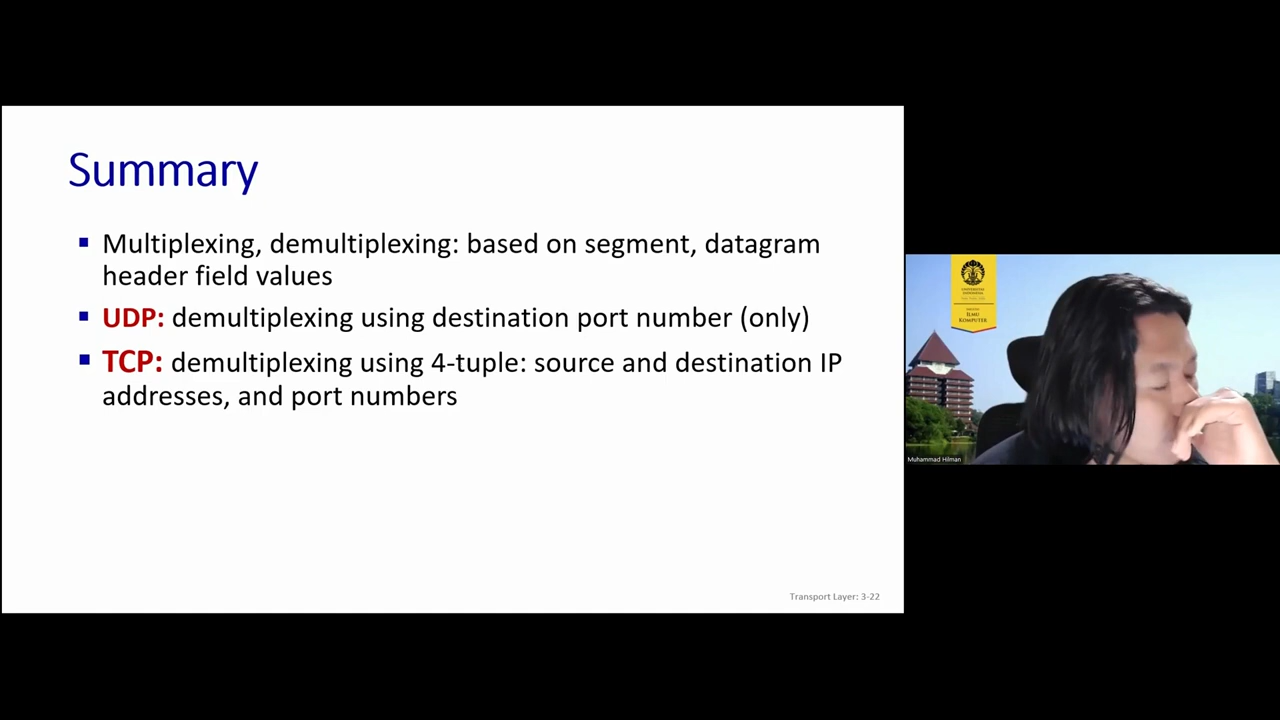 Summary
▪ Multiplexing, demultiplexing: based on segment, datagram
header field values
▪ UDP: demultiplexing using destination port number (only)
▪ TCP: demultiplexing using 4-tuple: source and destination IP
addresses, and port numbers
Transport Layer: 3-22
UNIVERSITAS
INDONESIA
ILMU
KOMPUTER
Muhammad Hilman